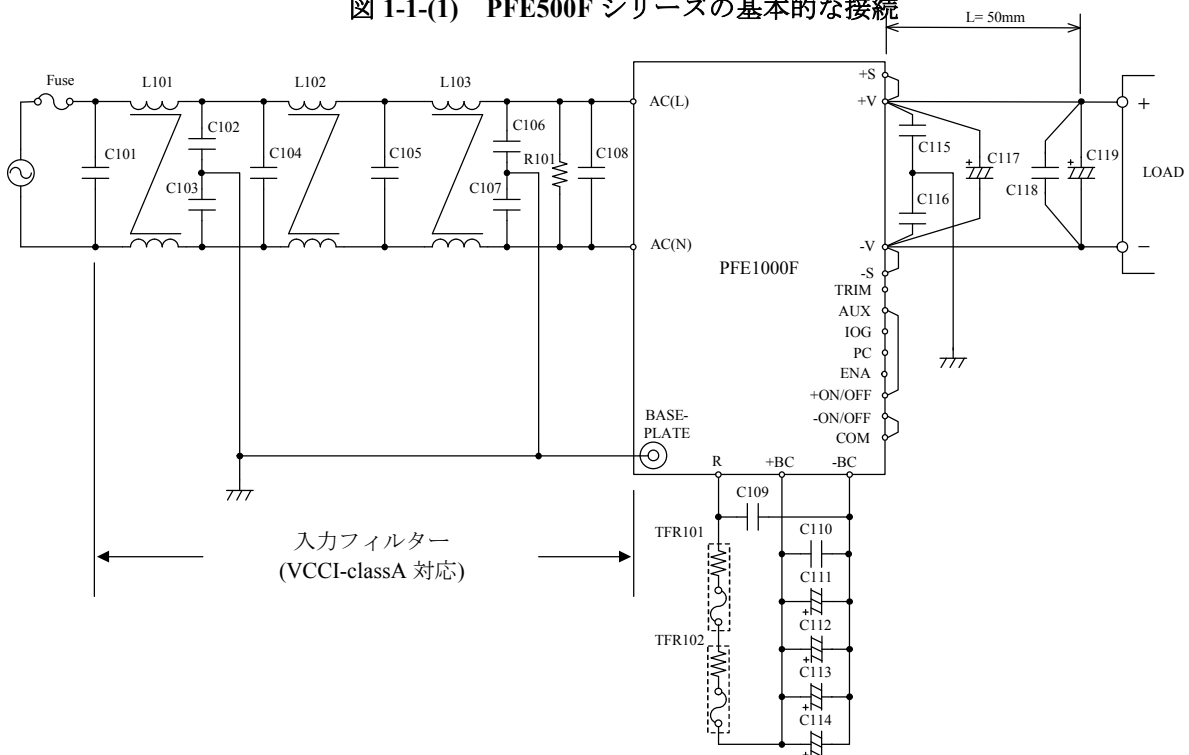 図 1-1-(1) PFE500F シリーズの基本的な接続
L= 50mm
Fuse
L101
L102
L103
+S
+V
AC(L)
+
C102
C106
C101
C104
C105
R101
C108
C115
C117
C119
LOAD
C103
C107
C116
C118
AC(N)
-V
−
PFE1000F
-S
TRIM
AUX
IOG
PC
ENA
+ON/OFF
-ON/OFF
COM
BASE-
PLATE
R
+BC
-BC
C109
TFR101
C110
入力フィルター
(VCCI-classA 対応)
C111
+
C112
TFR102
+
C113
+
C114
+
+
+